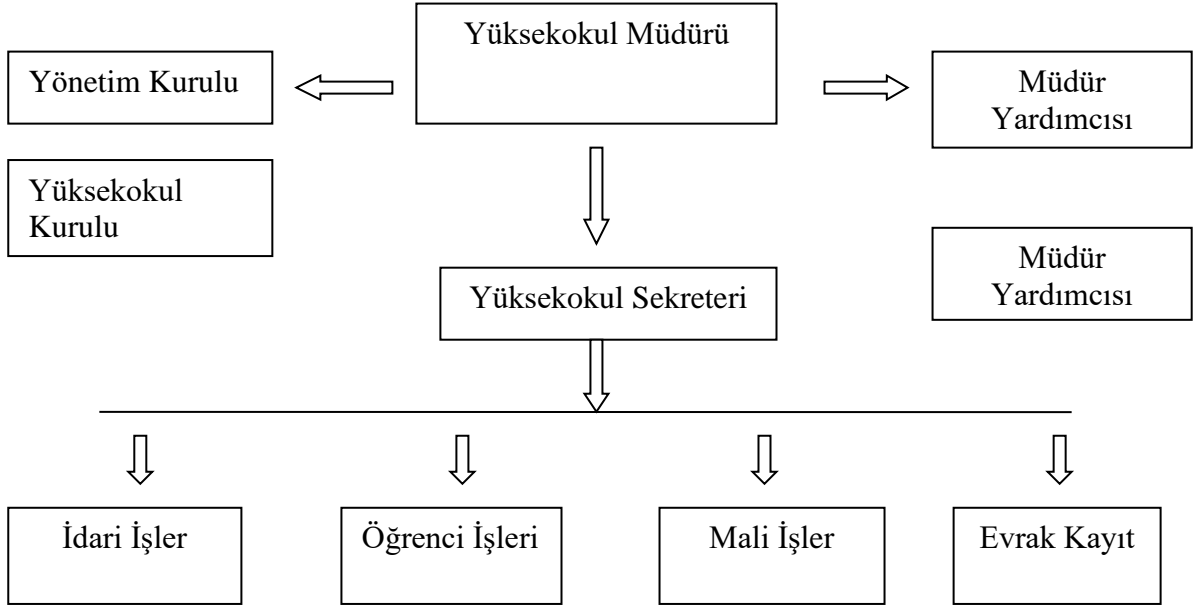 Yüksekokul Müdürü
Yönetim Kurulu
Müdür
Yardımcısı
Yüksekokul
Kurulu
Müdür
Yardımcısı
Yüksekokul Sekreteri
İdari İşler
Öğrenci İşleri
Mali İşler
Evrak Kayıt